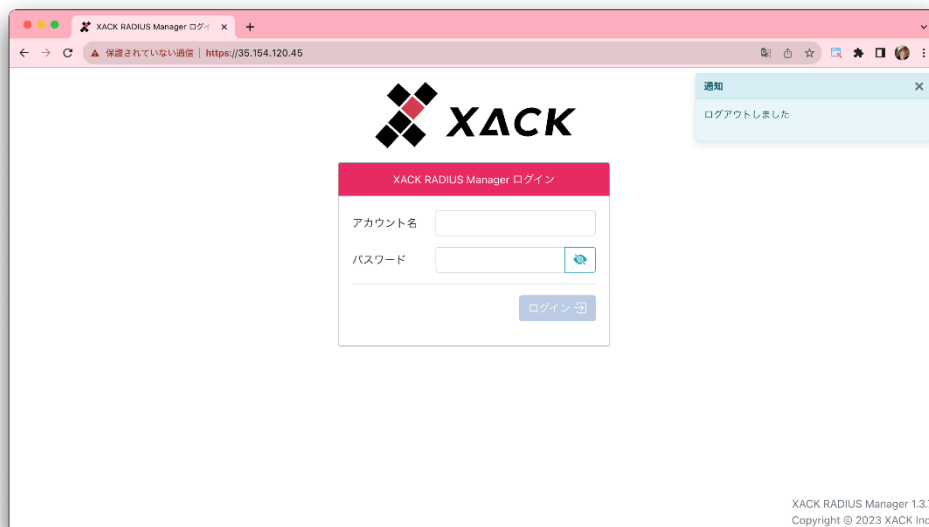 XACK RADIUS Manager ログイ
保護されていない通信 | https://35.154.120.45
XACK
通知
ログアウトしました
XACK RADIUS Manager ログイン
アカウント名
パスワード
ログイン
XACK RADIUS Manager 1.3.7
Copyright © 2023 XACK Inc